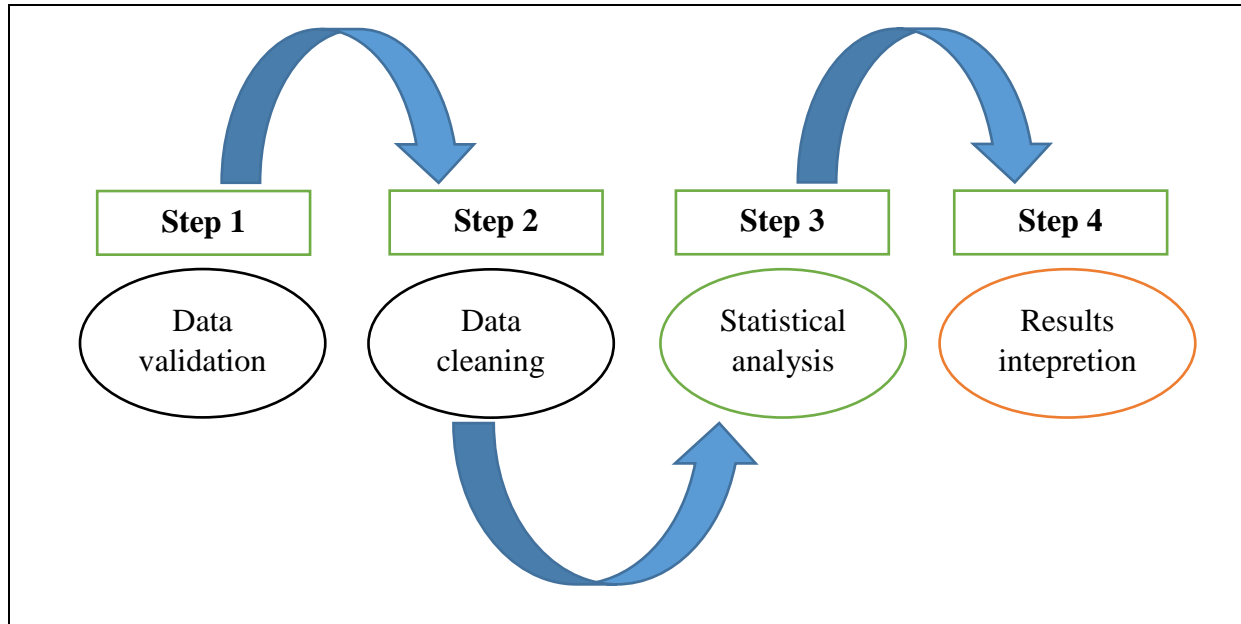 Step 1
Step 2
Step 3
Step 4
Data
validation
Data
cleaning
Statistical
analysis
Results
intepretion